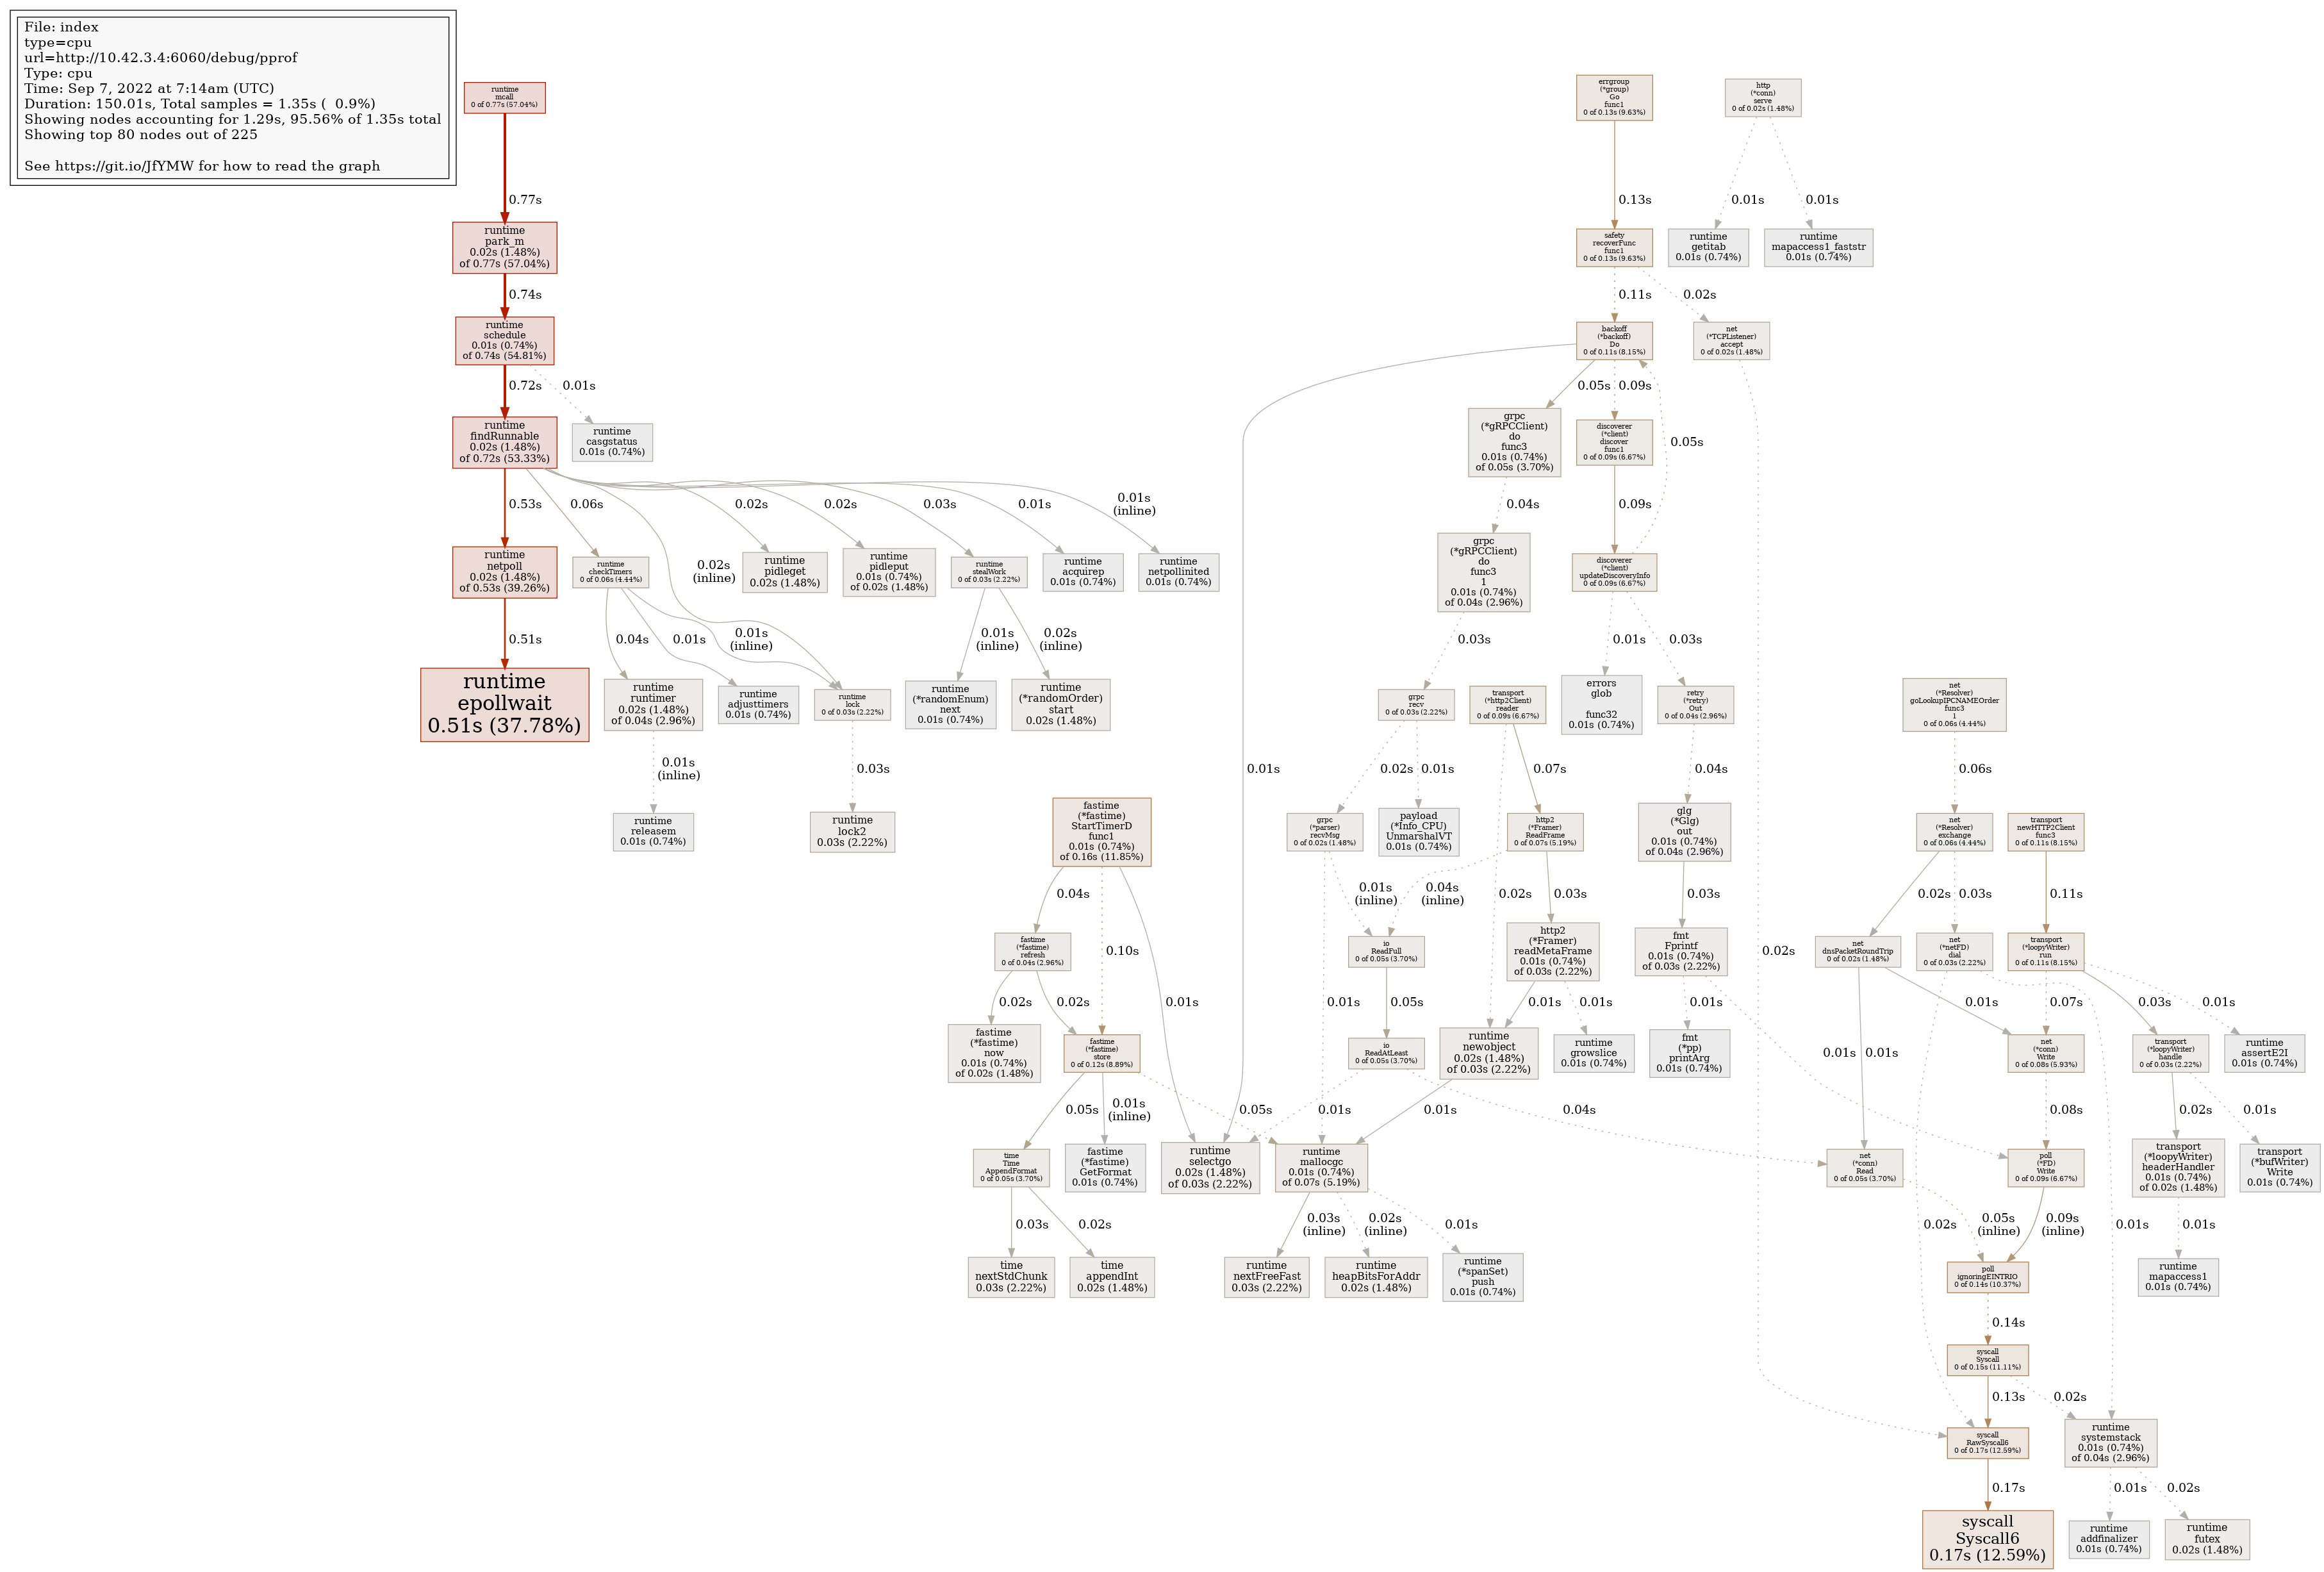 File: index
type=cpu
url=http://10.42.3.4:6060/debug/pprof
Type: cpu
Time: Sep 7, 2022 at 7:14am (UTC)
Duration: 150.01s, Total samples = 1.35s ( 0.9%)
Showing nodes accounting for 1.29s, 95.56% of 1.35s total
Showing top 80 nodes out of 225
See https://git.io/JfYMW for how to read the graph
runtime
mcall
0 of 0.77s (57.04%)
errgroup
(*group)
Go
func1
0 of 0.13s (9.63%)
http
(*conn)
serve
0 of 0.02s (1.48%)
0.77s
0.13s
0.01s
0.01s
runtime
park_m
0.02s (1.48%)
of 0.77s (57.04%)
safety
recoverFunc
func1
0 of 0.13s (9.63%)
runtime
getitab
0.01s (0.74%)
runtime
mapaccess1_faststr
0.01s (0.74%)
0.74s
0.11s
0.02s
runtime
schedule
0.01s (0.74%)
of 0.74s (54.81%)
backoff
(*backoff)
Do
0 of 0.11s (8.15%)
net
(*TCPListener)
accept
0 of 0.02s (1.48%)
0.72s
0.01s
0.05s
0.09s
runtime
findRunnable
0.02s (1.48%)
of 0.72s (53.33%)
runtime
casgstatus
0.01s (0.74%)
grpc
(*gRPCClient)
do
func3
0.01s (0.74%)
of 0.05s (3.70%)
discoverer
(*client)
discover
func1
0 of 0.09s (6.67%)
0.05s
0.53s
0.06s
0.02s
(inline)
0.02s
0.02s
0.03s
0.01s
0.01s
(inline)
0.04s
0.09s
runtime
netpoll
0.02s (1.48%)
of 0.53s (39.26%)
runtime
checkTimers
0 of 0.06s (4.44%)
runtime
pidleget
0.02s (1.48%)
runtime
pidleput
0.01s (0.74%)
of 0.02s (1.48%)
runtime
stealWork
0 of 0.03s (2.22%)
runtime
acquirep
0.01s (0.74%)
runtime
netpollinited
0.01s (0.74%)
grpc
(*gRPCClient)
do
func3
1
0.01s (0.74%)
of 0.04s (2.96%)
discoverer
(*client)
updateDiscoveryInfo
0 of 0.09s (6.67%)
0.51s
0.04s
0.01s
0.01s
(inline)
0.01s
(inline)
0.02s
(inline)
0.03s
0.01s
0.03s
runtime
epollwait
0.51s (37.78%)
runtime
runtimer
0.02s (1.48%)
of 0.04s (2.96%)
runtime
adjusttimers
0.01s (0.74%)
runtime
lock
0 of 0.03s (2.22%)
runtime
(*randomEnum)
next
0.01s (0.74%)
runtime
(*randomOrder)
start
0.02s (1.48%)
grpc
recv
0 of 0.03s (2.22%)
transport
(*http2Client)
reader
0 of 0.09s (6.67%)
errors
glob

func32
0.01s (0.74%)
retry
(*retry)
Out
0 of 0.04s (2.96%)
net
(*Resolver)
goLookupIPCNAMEOrder
func3
1
0 of 0.06s (4.44%)
0.01s
(inline)
0.03s
0.01s
0.02s
0.01s
0.07s
0.04s
0.06s
runtime
releasem
0.01s (0.74%)
runtime
lock2
0.03s (2.22%)
fastime
(*fastime)
StartTimerD
func1
0.01s (0.74%)
of 0.16s (11.85%)
grpc
(*parser)
recvMsg
0 of 0.02s (1.48%)
payload
(*Info_CPU)
UnmarshalVT
0.01s (0.74%)
http2
(*Framer)
ReadFrame
0 of 0.07s (5.19%)
glg
(*Glg)
out
0.01s (0.74%)
of 0.04s (2.96%)
net
(*Resolver)
exchange
0 of 0.06s (4.44%)
transport
newHTTP2Client
func3
0 of 0.11s (8.15%)
0.04s
0.10s
0.01s
0.01s
(inline)
0.04s
(inline)
0.02s
0.03s
0.03s
0.02s
0.02s
0.03s
0.11s
fastime
(*fastime)
refresh
0 of 0.04s (2.96%)
io
ReadFull
0 of 0.05s (3.70%)
http2
(*Framer)
readMetaFrame
0.01s (0.74%)
of 0.03s (2.22%)
fmt
Fprintf
0.01s (0.74%)
of 0.03s (2.22%)
net
dnsPacketRoundTrip
0 of 0.02s (1.48%)
net
(*netFD)
dial
0 of 0.03s (2.22%)
transport
(*loopyWriter)
run
0 of 0.11s (8.15%)
0.02s
0.02s
0.01s
0.05s
0.01s
0.01s
0.01s
0.01s
0.01s
0.01s
0.07s
0.03s
0.01s
fastime
(*fastime)
now
0.01s (0.74%)
of 0.02s (1.48%)
fastime
(*fastime)
store
0 of 0.12s (8.89%)
io
ReadAtLeast
0 of 0.05s (3.70%)
runtime
newobject
0.02s (1.48%)
of 0.03s (2.22%)
runtime
growslice
0.01s (0.74%)
fmt
(*pp)
printArg
0.01s (0.74%)
net
(*conn)
Write
0 of 0.08s (5.93%)
transport
(*loopyWriter)
handle
0 of 0.03s (2.22%)
runtime
assertE2I
0.01s (0.74%)
0.05s
0.01s
(inline)
0.05s
0.01s
0.01s
0.04s
0.08s
0.02s
0.01s
time
Time
AppendFormat
0 of 0.05s (3.70%)
fastime
(*fastime)
GetFormat
0.01s (0.74%)
runtime
selectgo
0.02s (1.48%)
of 0.03s (2.22%)
runtime
mallocgc
0.01s (0.74%)
of 0.07s (5.19%)
net
(*conn)
Read
0 of 0.05s (3.70%)
poll
(*FD)
Write
0 of 0.09s (6.67%)
transport
(*loopyWriter)
headerHandler
0.01s (0.74%)
of 0.02s (1.48%)
transport
(*bufWriter)
Write
0.01s (0.74%)
0.03s
0.02s
0.03s
(inline)
0.02s
(inline)
0.01s
0.02s
0.05s
(inline)
0.09s
(inline)
0.01s
0.01s
time
nextStdChunk
0.03s (2.22%)
time
appendInt
0.02s (1.48%)
runtime
nextFreeFast
0.03s (2.22%)
runtime
heapBitsForAddr
0.02s (1.48%)
runtime
(*spanSet)
push
0.01s (0.74%)
poll
ignoringEINTRIO
0 of 0.14s (10.37%)
runtime
mapaccess1
0.01s (0.74%)
0.14s
syscall
Syscall
0 of 0.15s (11.11%)
0.13s
0.02s
syscall
RawSyscall6
0 of 0.17s (12.59%)
runtime
systemstack
0.01s (0.74%)
of 0.04s (2.96%)
0.17s
0.01s
0.02s
syscall
Syscall6
0.17s (12.59%)
runtime
addfinalizer
0.01s (0.74%)
runtime
futex
0.02s (1.48%)